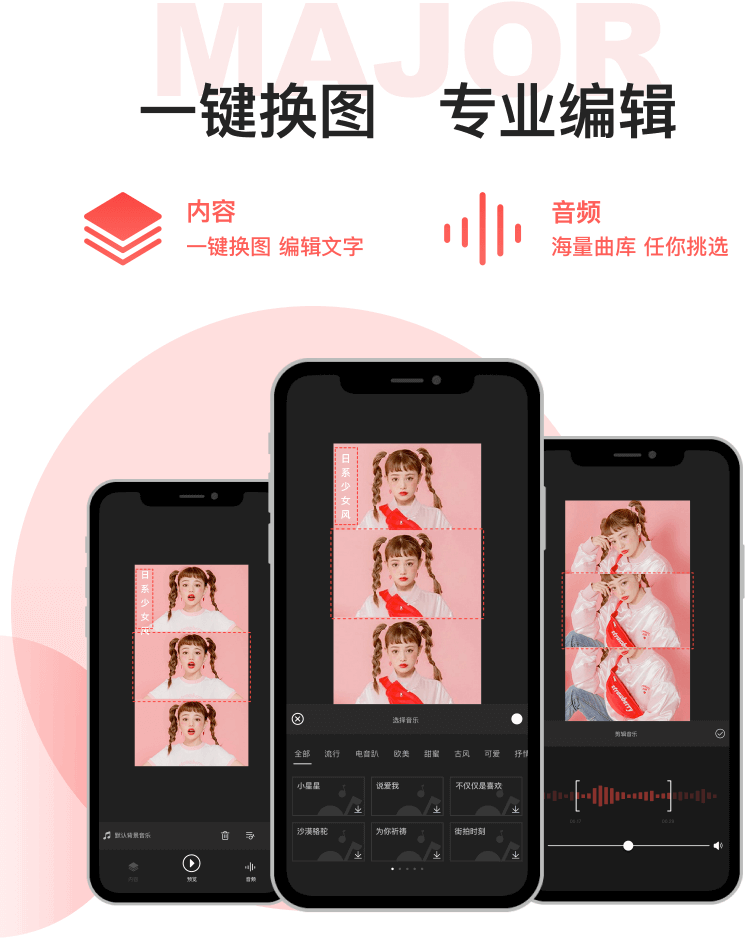 MAJOR
一键换图 专业编辑
内容
一键换图 编辑文字
音频
海量曲库 任你挑选
日系少女风
选择音乐
全部 流行 电音趴 欧美 甜蜜 古风 可爱 抒情
小星星 说爱我 不仅仅是喜欢
沙漠骆驼 为你祈祷 街拍时刻
日系少女
默认背景音乐
内容 预览 音频
strawberry
strawberry
剪辑音乐